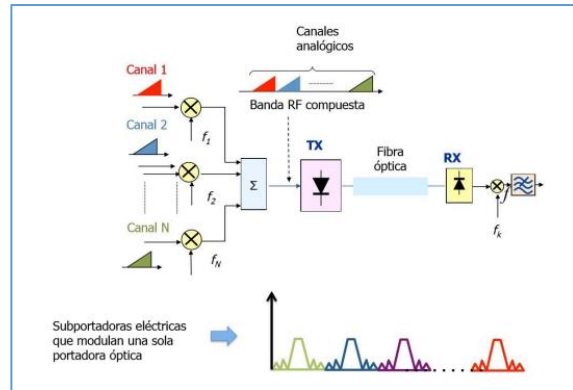 Canales
analógicos
Canal 1
f1
Banda RF compuesta
Canal 2
TX
Fibra
óptica
RX
Σ
f2
fk
Canal N
fN
Subportadoras eléctricas
que modulan una sola
portadora óptica